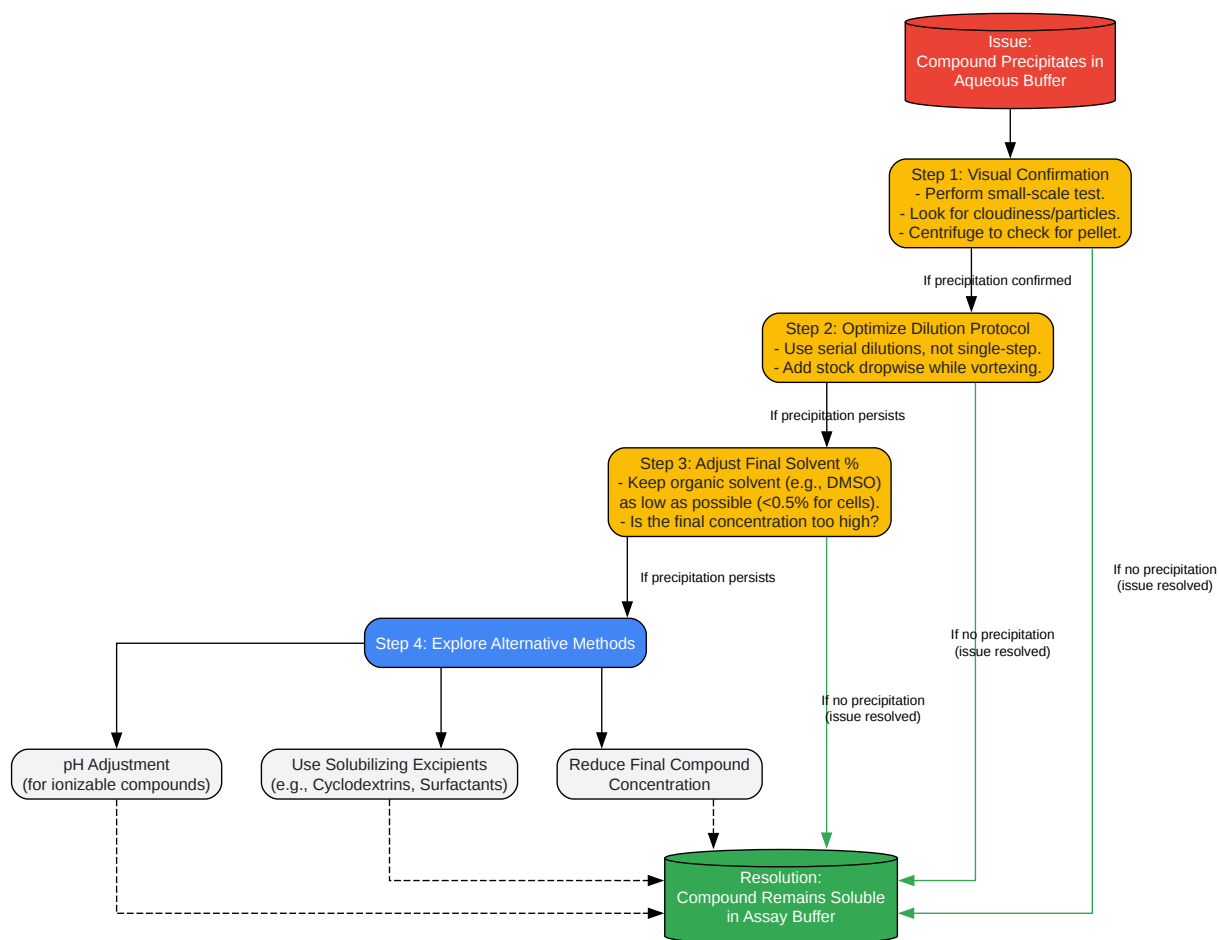 Issue:
Compound Precipitates in
Aqueous Buffer
Step 1: Visual Confirmation
- Perform small-scale test.
- Look for cloudiness/particles.
- Centrifuge to check for pellet.
If precipitation confirmed
Step 2: Optimize Dilution Protocol
- Use serial dilutions, not single-step.
- Add stock dropwise while vortexing.
If precipitation persists
Step 3: Adjust Final Solvent %
- Keep organic solvent (e.g., DMSO)
as low as possible (<0.5% for cells).
- Is the final concentration too high?
If precipitation persists
If no precipitation
(issue resolved)
Step 4: Explore Alternative Methods
If no precipitation
(issue resolved)
If no precipitation
(issue resolved)
pH Adjustment
(for ionizable compounds)
Use Solubilizing Excipients
(e.g., Cyclodextrins, Surfactants)
Reduce Final Compound
Concentration
Resolution:
Compound Remains Soluble
in Assay Buffer